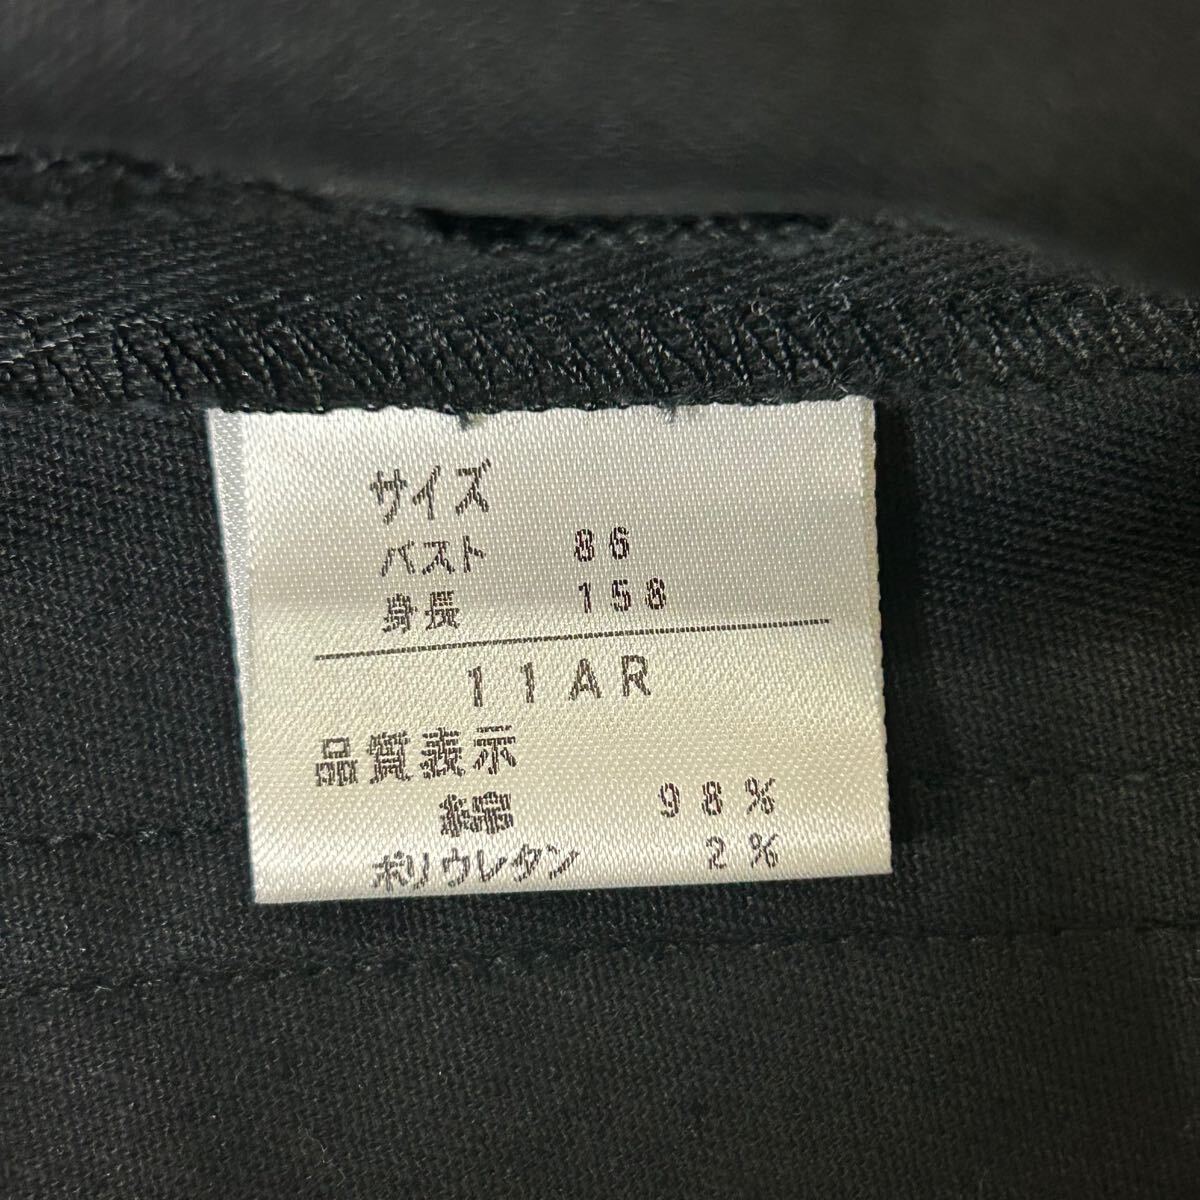 サイズ
バスト 86
身長 158
11AR
品質表示
綿 98%
ポリウレタン 2%